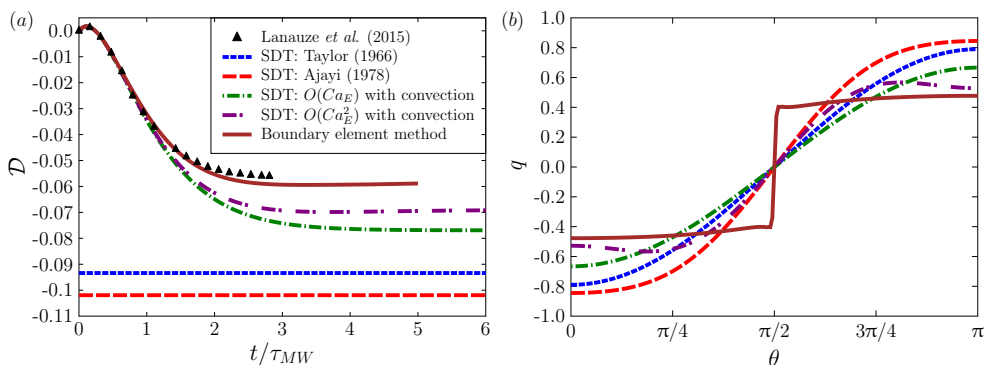 (a)
0.0
-0.01
-0.02
-0.03
-0.04
-0.05
-0.06
-0.07
-0.08
-0.09
-0.1
-0.11
𝒟
0 1 2 3 4 5 6
t/τ_MW
Lanauze et al. (2015)
SDT: Taylor (1966)
SDT: Ajayi (1978)
SDT: O(Ca_E) with convection
SDT: O(Ca_E^2) with convection
Boundary element method
(b)
1.0
0.8
0.6
0.4
0.2
0.0
-0.2
-0.4
-0.6
-0.8
-1.0
q
0 π/4 π/2 3π/4 π
θ